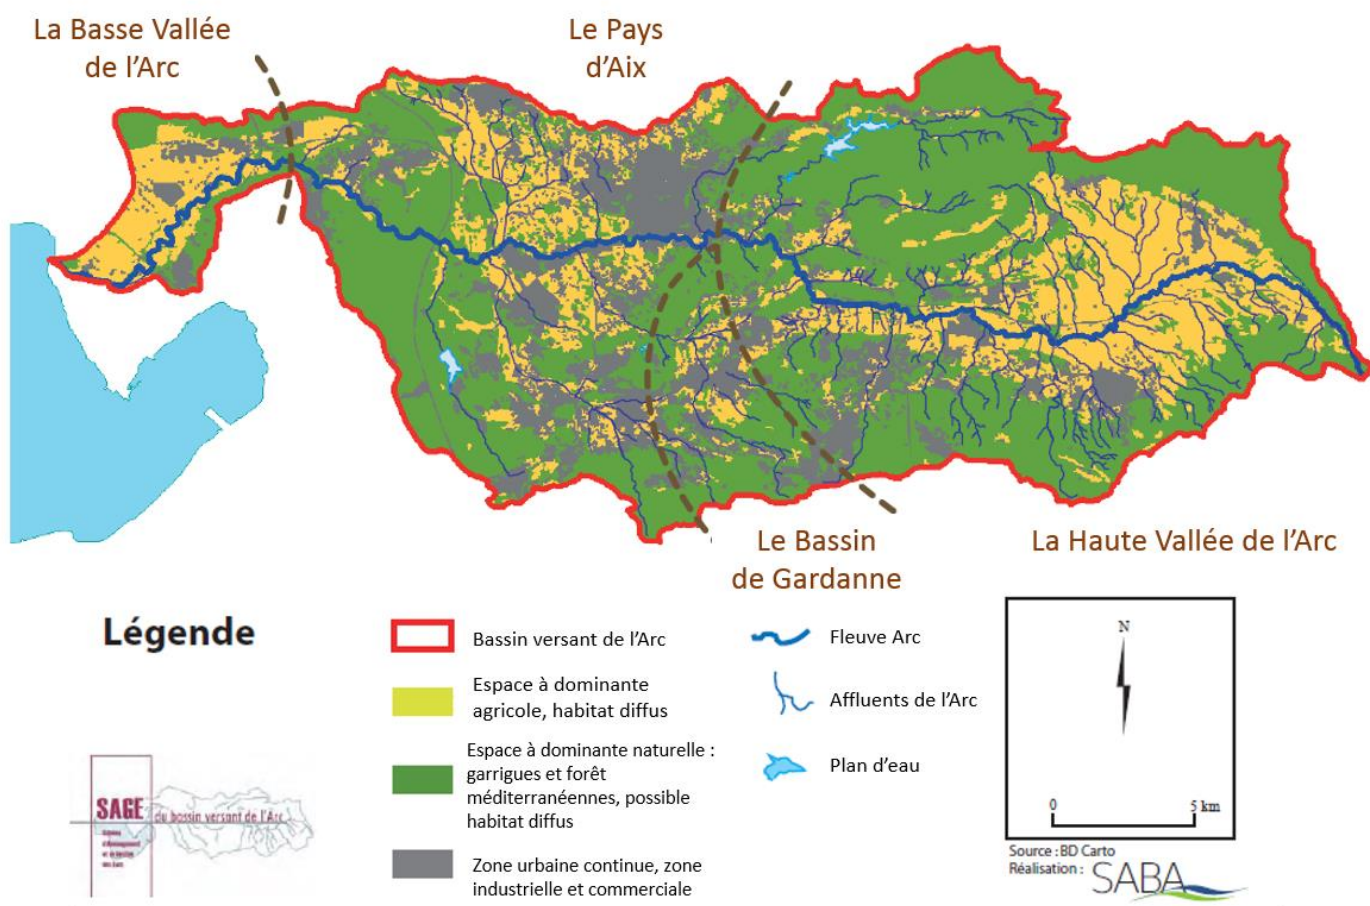 La Basse Vallée
de l'Arc
Le Pays
d'Aix
Le Bassin
de Gardanne
La Haute Vallée de l'Arc
Légende
Bassin versant de l'Arc
Espace à dominante
agricole, habitat diffus
Espace à dominante naturelle :
garrigues et forêt
méditerranéennes, possible
habitat diffus
Zone urbaine continue, zone
industrielle et commerciale
Fleuve Arc
Affluents de l'Arc
Plan d'eau
N
0 5 km
Source : BD Carto
Réalisation :
SABA
SAGE
du bassin versant de l'Arc